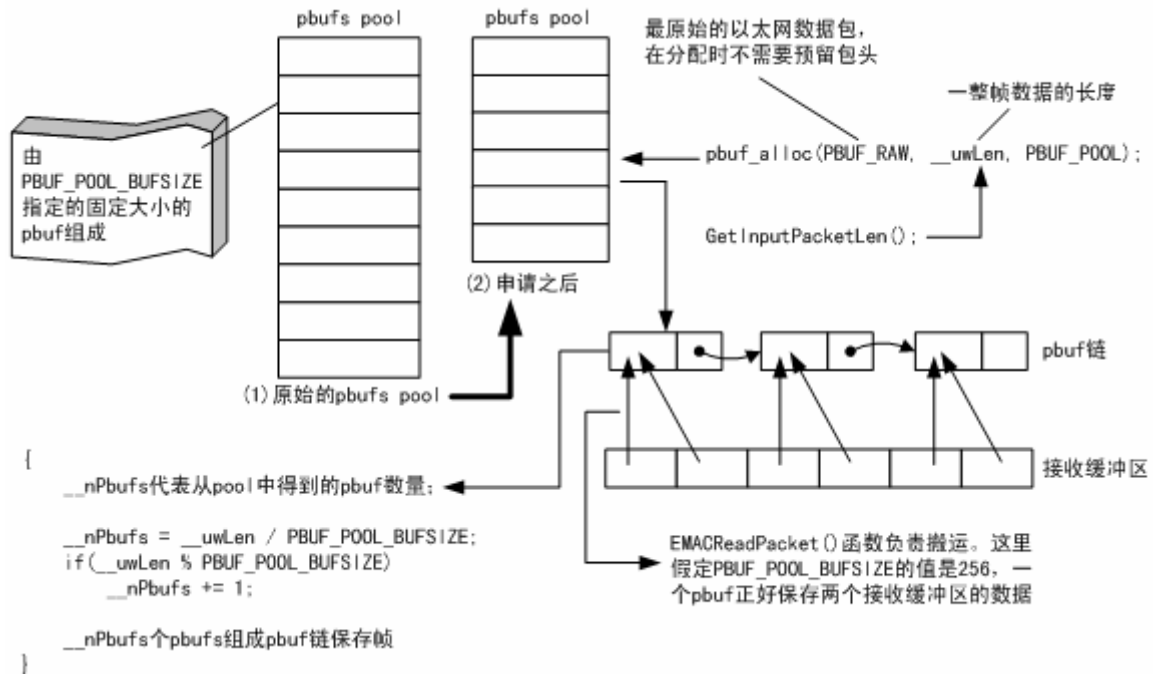 pbufs pool
pbufs pool
最原始的以太网数据包，
在分配时不需要预留包头
一整帧数据的长度
由
PBUF_POOL_BUFSIZE
指定的固定大小的
pbuf组成
pbuf_alloc(PBUF_RAW, __uwLen, PBUF_POOL);
GetInputPacketLen();
(2)申请之后
pbuf链
(1)原始的pbufs pool
接收缓冲区
{
__nPbufs代表从pool中得到的pbuf数量;
__nPbufs = __uwLen / PBUF_POOL_BUFSIZE;
if(__uwLen % PBUF_POOL_BUFSIZE)
__nPbufs += 1;
__nPbufs个pbufs组成pbuf链保存帧
}
EMACReadPacket()函数负责搬运。这里
假定PBUF_POOL_BUFSIZE的值是256，一
个pbuf正好保存两个接收缓冲区的数据